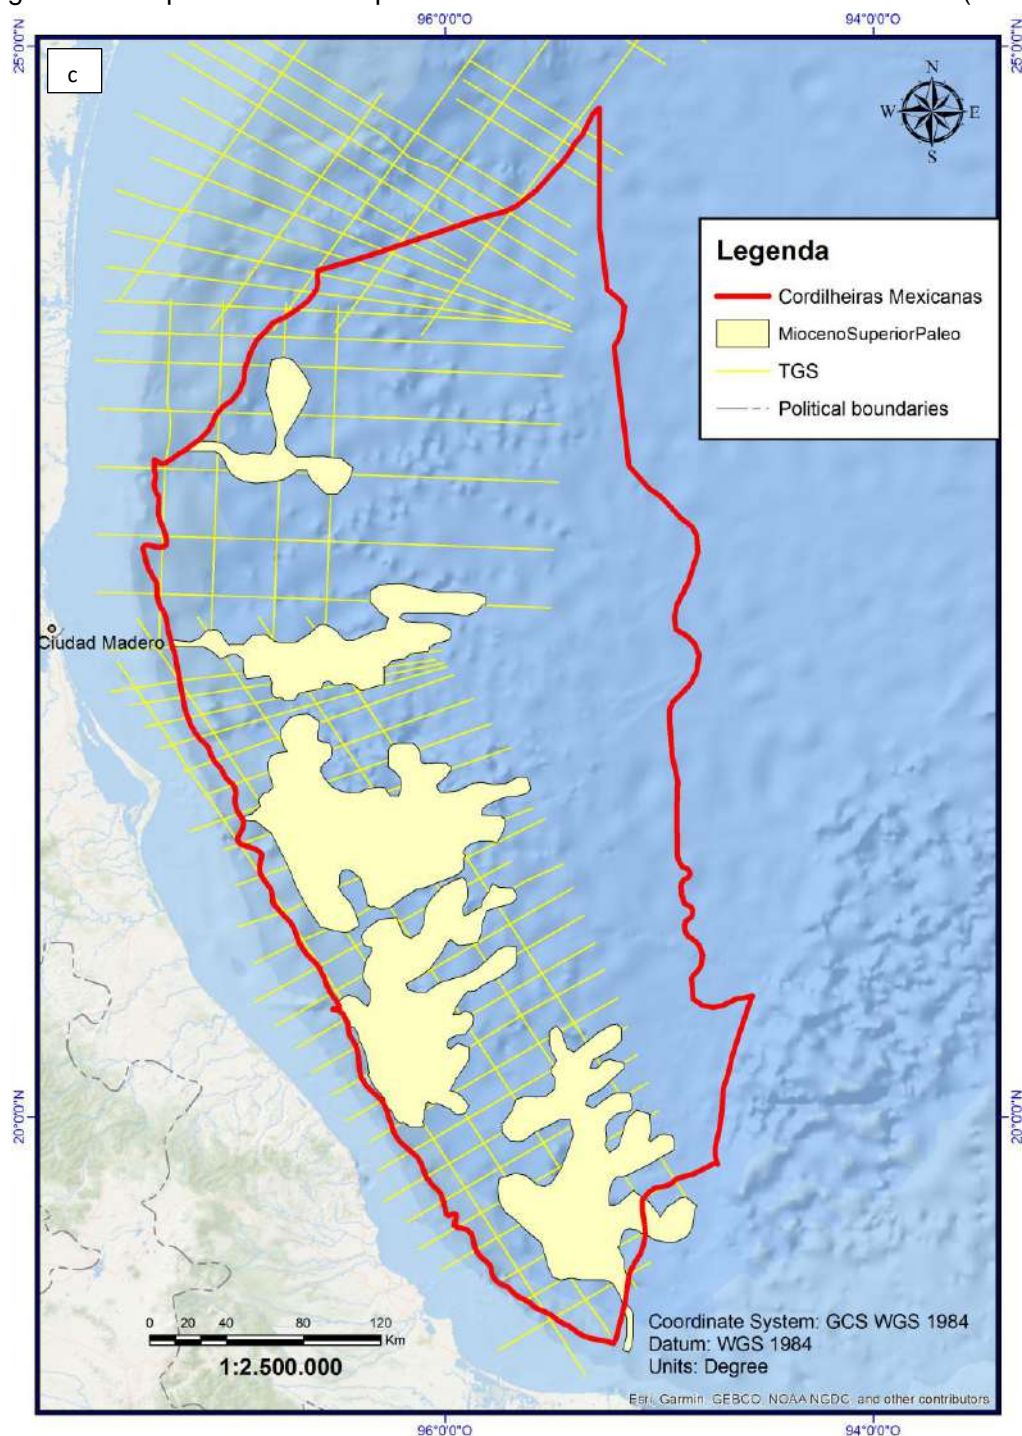 96°0'0"O
94°0'0"O
25°0'0"N
25°0'0"N
c
N
W
E
S
Legenda
Cordilheiras Mexicanas
MiocenoSuperiorPaleo
TGS
Political boundaries
Ciudad Madero
20°0'0"N
20°0'0"N
0 20 40 80 120
Km
1:2.500.000
Coordinate System: GCS WGS 1984
Datum: WGS 1984
Units: Degree
Esri, Garmin, GEBCO, NOAA NGDC, and other contributors
96°0'0"O
94°0'0"O